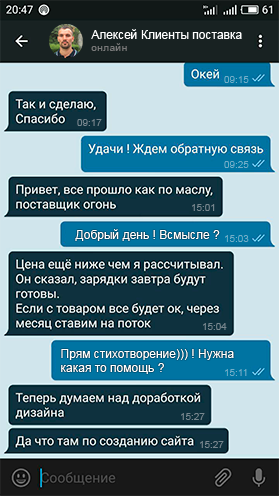 20:47
61
Алексей Клиенты поставка
онлайн
Окей
09:15
Так и сделаю,
Спасибо
09:17
Удачи ! Ждем обратную связь
09:25
Привет, все прошло как по маслу,
поставщик огонь
15:01
Добрый день ! Всмысле ?
15:03
Цена ещё ниже чем я рассчитывал.
Он сказал, зарядки завтра будут
готовы.
Если с товаром все будет ок, через
месяц ставим на поток
15:04
Прям стихотворение))) ! Нужна
какая то помощь ?
15:11
Теперь думаем над доработкой
дизайна
15:27
Да что там по созданию сайта
15:27
Сообщение